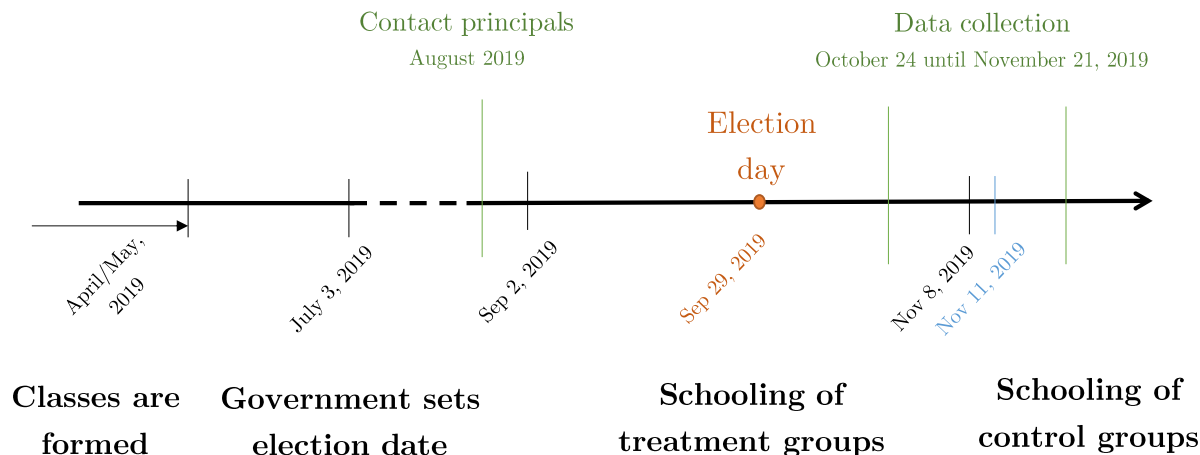 Contact principals
August 2019
Data collection
October 24 until November 21, 2019
Election
day
April/May,
2019
July 3, 2019
Sep 2, 2019
Sep 29, 2019
Nov 8, 2019
Nov 11, 2019
Classes are
formed
Government sets
election date
Schooling of
treatment groups
Schooling of
control groups